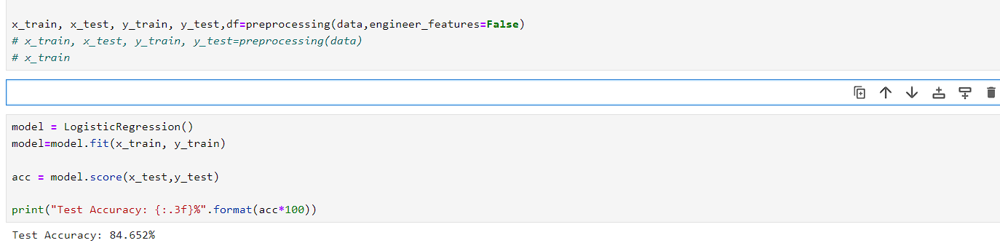 x_train, x_test, y_train, y_test,df=preprocessing(data,engineer_features=False)
# x_train, x_test, y_train, y_test=preprocessing(data)
# x_train
model = LogisticRegression()
model=model.fit(x_train, y_train)
acc = model.score(x_test,y_test)
print("Test Accuracy: {:.3f}%".format(acc*100))
Test Accuracy: 84.652%